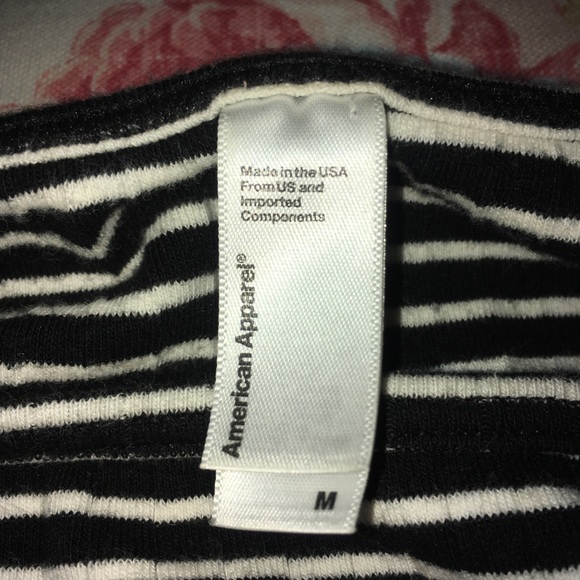 Made in the USA
From US and
Imported
Components
American Apparel®
M